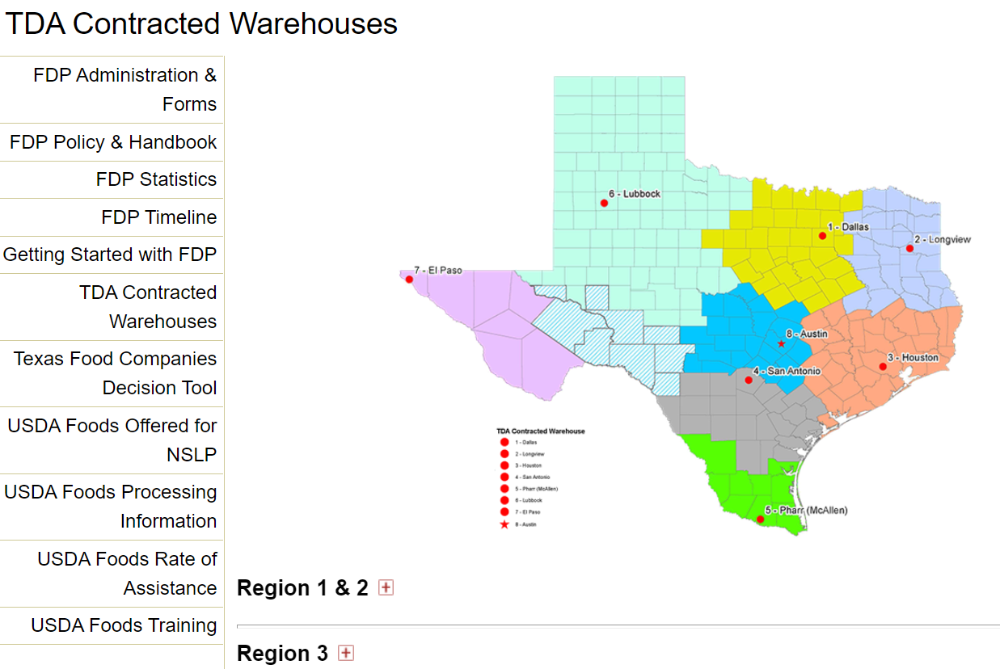 TDA Contracted Warehouses
FDP Administration &
Forms
FDP Policy & Handbook
FDP Statistics
FDP Timeline
Getting Started with FDP
TDA Contracted
Warehouses
Texas Food Companies
Decision Tool
USDA Foods Offered for
NSLP
USDA Foods Processing
Information
USDA Foods Rate of
Assistance
USDA Foods Training
6 - Lubbock
1 - Dallas
2 - Longview
7 - El Paso
8 - Austin
3 - Houston
4 - San Antonio
5 - Pharr (McAllen)
TDA Contracted Warehouse
1 - Dallas
2 - Longview
3 - Houston
4 - San Antonio
5 - Pharr (McAllen)
6 - Lubbock
7 - El Paso
8 - Austin
Region 1 & 2
Region 3